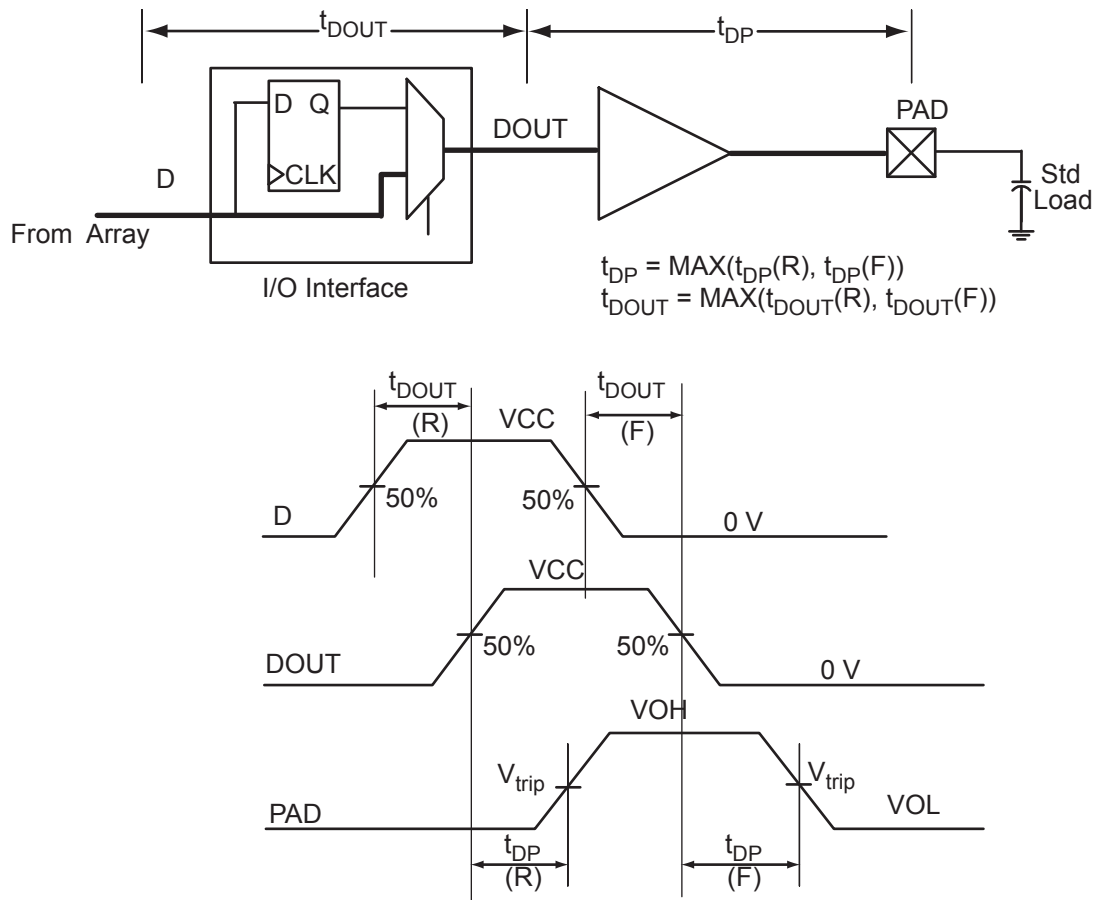 tDOUT
tDP
D Q
CLK
DOUT
PAD
D
From Array
Std
Load
I/O Interface
tDP = MAX(tDP(R), tDP(F))
tDOUT = MAX(tDOUT(R), tDOUT(F))
tDOUT
(R)
VCC
tDOUT
(F)
50%
50%
D
0 V
VCC
50%
50%
DOUT
0 V
VOH
Vtrip
Vtrip
PAD
VOL
tDP
(R)
tDP
(F)